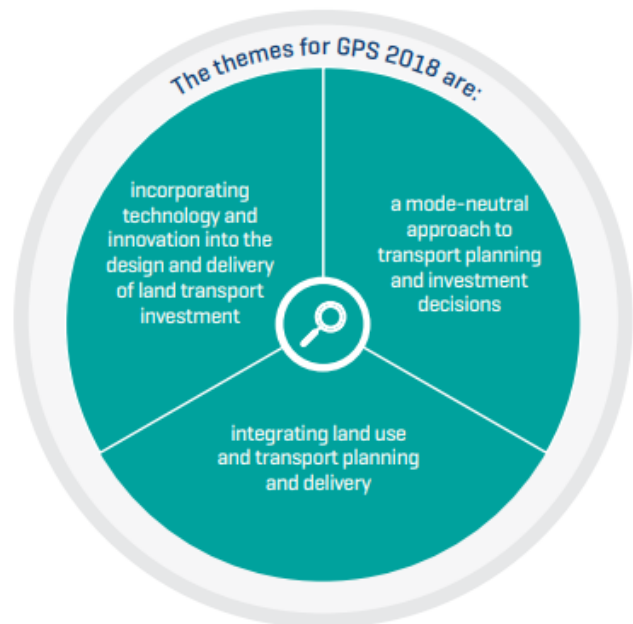 The themes for GPS 2018 are:
incorporating
technology and
innovation into the
design and delivery
of land transport
investment
a mode-neutral
approach to
transport planning
and investment
decisions
integrating land use
and transport planning
and delivery